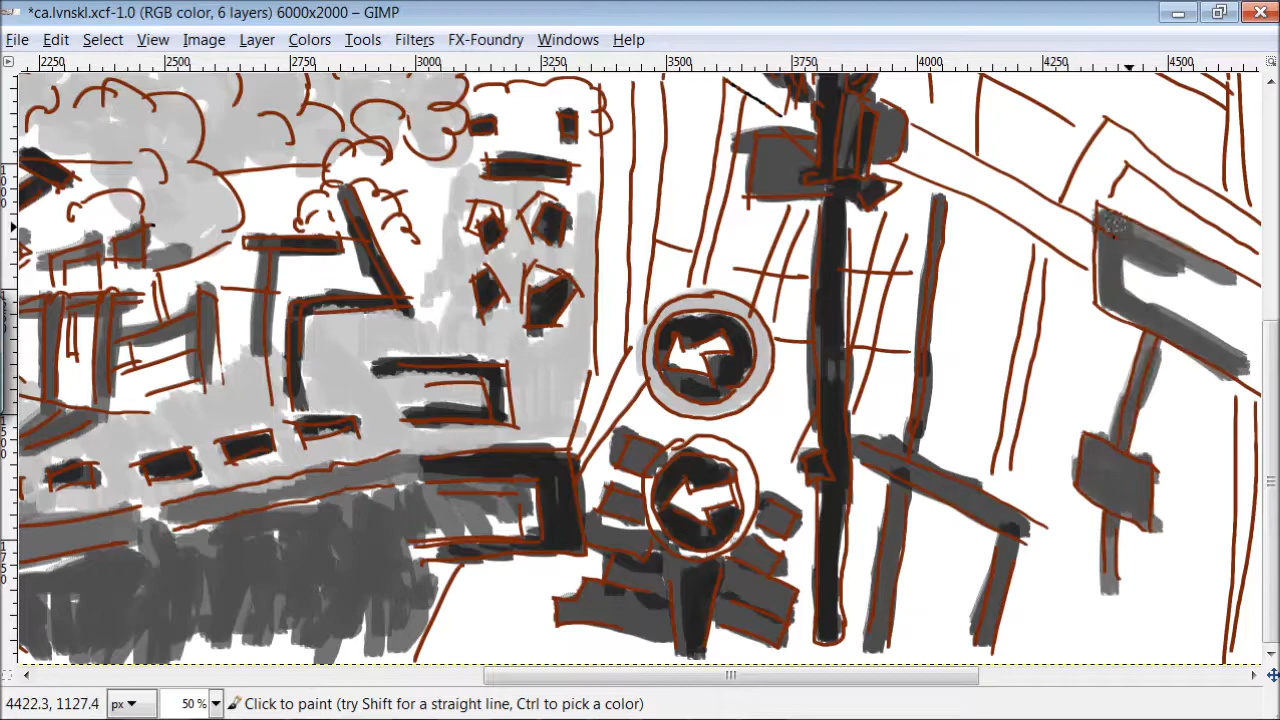 *ca.lvnskl.xcf-1.0 (RGB color, 6 layers) 6000x2000 – GIMP
File Edit Select View Image Layer Colors Tools Filters FX-Foundry Windows Help
2250 2500 2750 3000 3250 3500 3750 4000 4250 4500
4422.3, 1127.4 px 50 % Click to paint (try Shift for a straight line, Ctrl to pick a color)